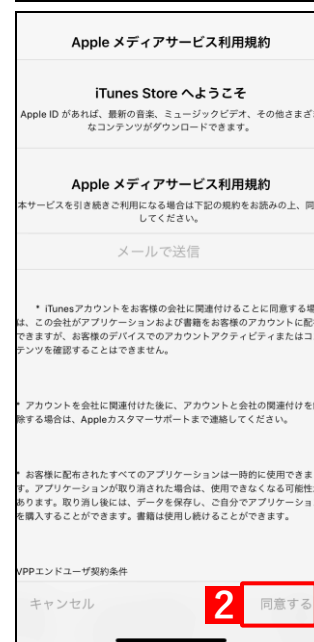 Apple メディアサービス利用規約
iTunes Store へようこそ
Apple ID があれば、最新の音楽、ミュージックビデオ、その他さまざ
なコンテンツがダウンロードできます。
Apple メディアサービス利用規約
本サービスを引き続きご利用になる場合は下記の規約をお読みの上、同
してください。
メールで送信
* iTunesアカウントをお客様の会社に関連付けることに同意する場
は、この会社がアプリケーションおよび書籍をお客様のアカウントに配
できますが、お客様のデバイスでのアカウントアクティビティまたはコ
テンツを確認することはできません。
* アカウントを会社に関連付けた後に、アカウントと会社の関連付けを
除する場合は、Appleカスタマーサポートまで連絡してください。
* お客様に配布されたすべてのアプリケーションは一時的に使用できま
す。アプリケーションが取り消された場合は、使用できなくなる可能性
あります。取り消し後には、データを保存し、ご自分でアプリケーショ
を購入することができます。書籍は使用し続けることができます。
VPPエンドユーザ契約条件
キャンセル
2
同意する